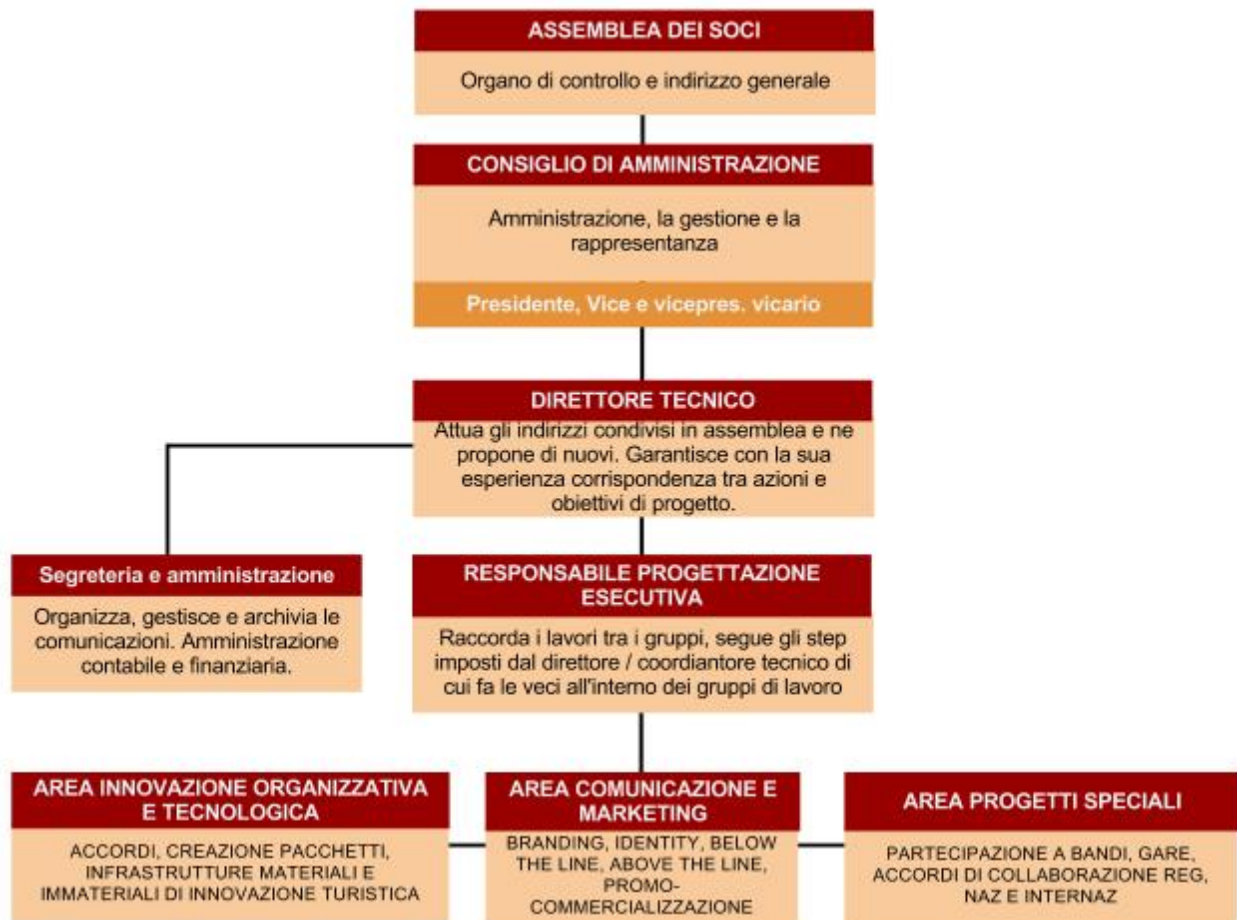 ASSEMBLEA DEI SOCI
Organo di controllo e indirizzo generale
CONSIGLIO DI AMMINISTRAZIONE
Amministrazione, la gestione e la
rappresentanza
Presidente, Vice e vicepres. vicario
DIRETTORE TECNICO
Attua gli indirizzi condivisi in assemblea e ne
propone di nuovi. Garantisce con la sua
esperienza corrispondenza tra azioni e
obiettivi di progetto.
Segreteria e amministrazione
Organizza, gestisce e archivia le
comunicazioni. Amministrazione
contabile e finanziaria.
RESPONSABILE PROGETTAZIONE
ESECUTIVA
Raccorda i lavori tra i gruppi, segue gli step
imposti dal direttore / coordiantore tecnico di
cui fa le veci all'interno dei gruppi di lavoro
AREA INNOVAZIONE ORGANIZZATIVA
E TECNOLOGICA
ACCORDI, CREAZIONE PACCHETTI,
INFRASTRUTTURE MATERIALI E
IMMATERIALI DI INNOVAZIONE TURISTICA
AREA COMUNICAZIONE E
MARKETING
BRANDING, IDENTITY, BELOW
THE LINE, ABOVE THE LINE,
PROMO-
COMMERCIALIZZAZIONE
AREA PROGETTI SPECIALI
PARTECIPAZIONE A BANDI, GARE,
ACCORDI DI COLLABORAZIONE REG,
NAZ E INTERNAZ